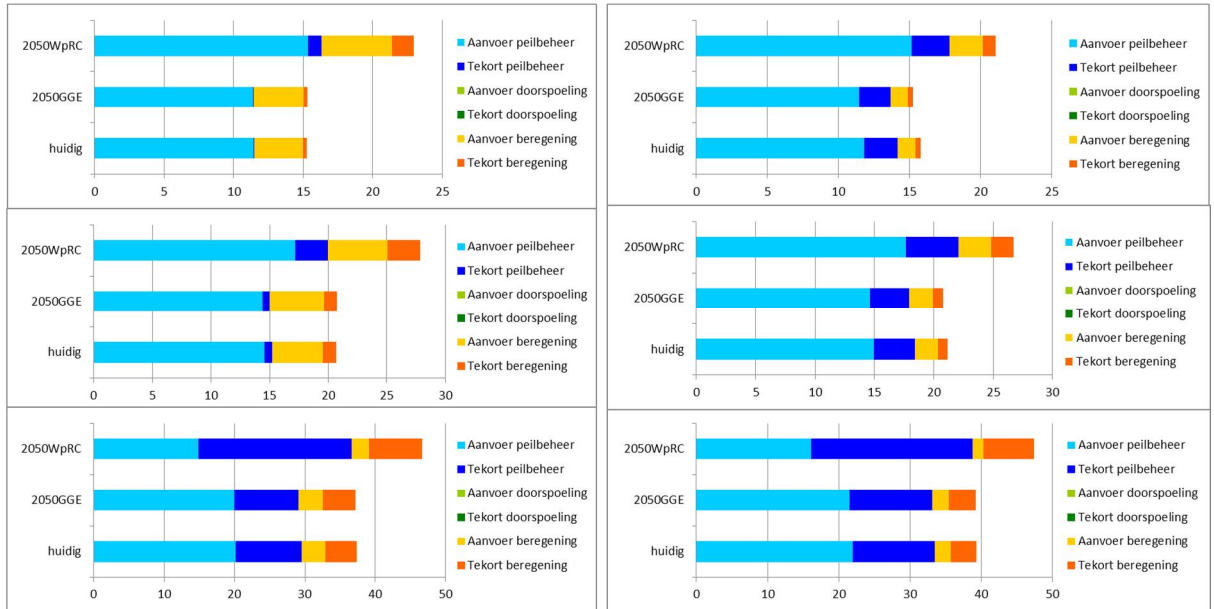 2050WpRC
2050GGE
huidig
0 5 10 15 20 25
Aanvoer peilbeheer
Tekort peilbeheer
Aanvoer doorspoeling
Tekort doorspoeling
Aanvoer beregening
Tekort beregening
2050WpRC
2050GGE
huidig
0 5 10 15 20 25
Aanvoer peilbeheer
Tekort peilbeheer
Aanvoer doorspoeling
Tekort doorspoeling
Aanvoer beregening
Tekort beregening
2050WpRC
2050GGE
huidig
0 5 10 15 20 25 30
Aanvoer peilbeheer
Tekort peilbeheer
Aanvoer doorspoeling
Tekort doorspoeling
Aanvoer beregening
Tekort beregening
2050WpRC
2050GGE
huidig
0 5 10 15 20 25 30
Aanvoer peilbeheer
Tekort peilbeheer
Aanvoer doorspoeling
Tekort doorspoeling
Aanvoer beregening
Tekort beregening
2050WpRC
2050GGE
huidig
0 10 20 30 40 50
Aanvoer peilbeheer
Tekort peilbeheer
Aanvoer doorspoeling
Tekort doorspoeling
Aanvoer beregening
Tekort beregening
2050WpRC
2050GGE
huidig
0 10 20 30 40 50
Aanvoer peilbeheer
Tekort peilbeheer
Aanvoer doorspoeling
Tekort doorspoeling
Aanvoer beregening
Tekort beregening